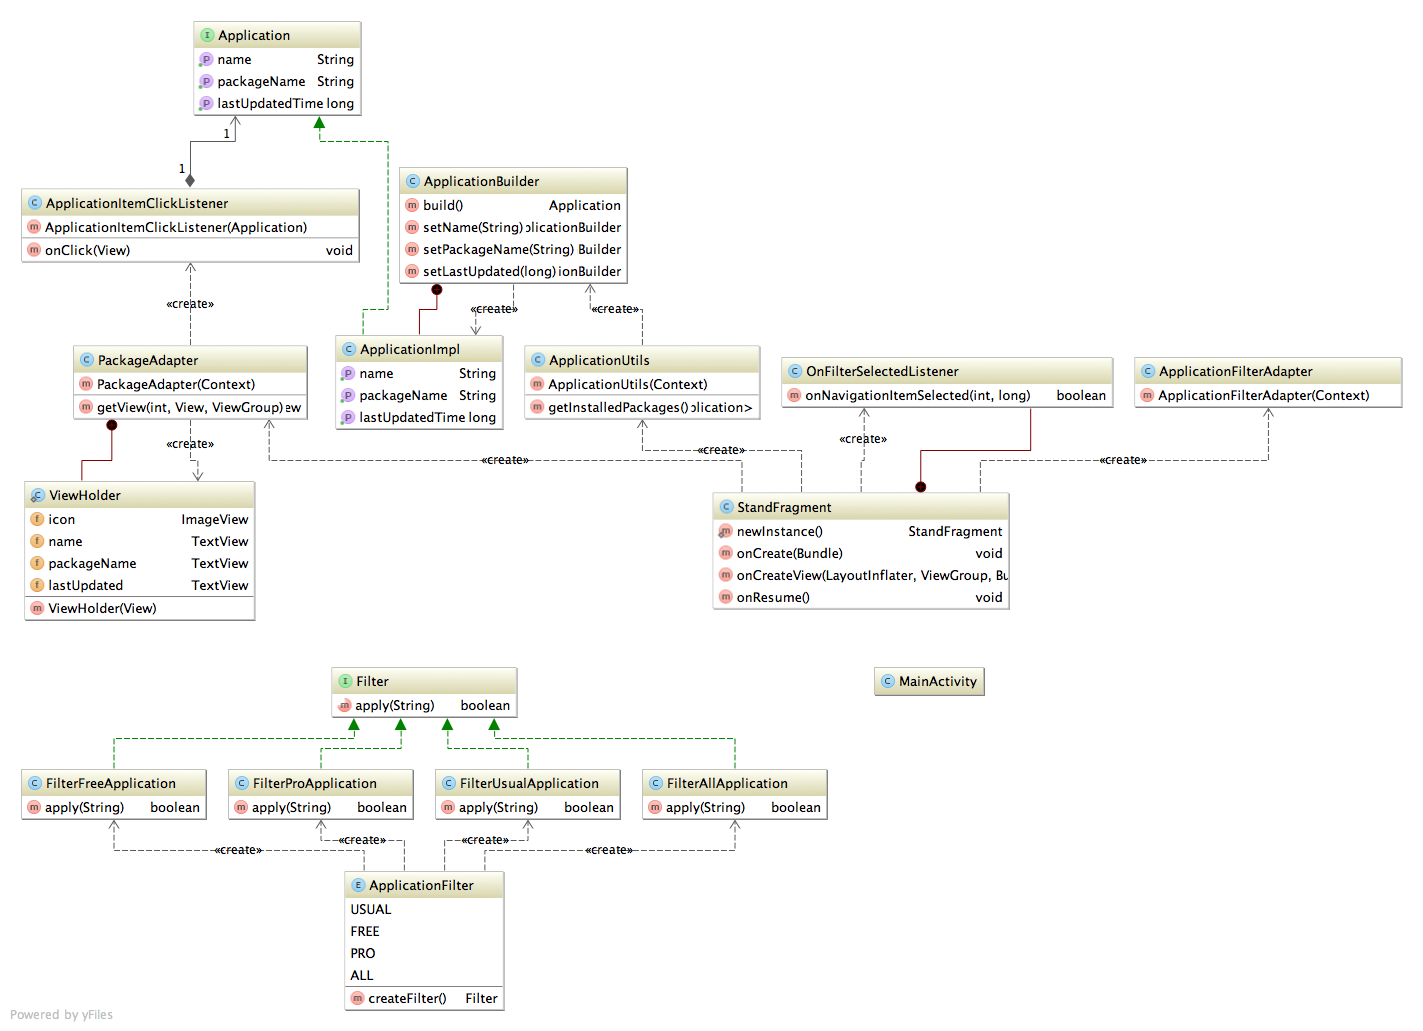 I Application
P name String
P packageName String
P lastUpdatedTime long
1
1
C ApplicationItemClickListener
m ApplicationItemClickListener(Application)
m onClick(View) void
C ApplicationBuilder
m build() Application
m setName(String) plicationBuilder
m setPackageName(String) Builder
m setLastUpdated(long) ionBuilder
«create»
«create»
«create»
C PackageAdapter
m PackageAdapter(Context)
m getView(int, View, ViewGroup) ew
C ApplicationImpl
P name String
P packageName String
P lastUpdatedTime long
C ApplicationUtils
m ApplicationUtils(Context)
m getInstalledPackages() plication>
C OnFilterSelectedListener
m onNavigationItemSelected(int, long) boolean
C ApplicationFilterAdapter
m ApplicationFilterAdapter(Context)
«create»
«create»
«create»
«create»
«create»
C ViewHolder
f icon ImageView
f name TextView
f packageName TextView
f lastUpdated TextView
m ViewHolder(View)
C StandFragment
m newInstance() StandFragment
m onCreate(Bundle) void
m onCreateView(LayoutInflater, ViewGroup, Bu
m onResume() void
I Filter
m apply(String) boolean
C MainActivity
C FilterFreeApplication
m apply(String) boolean
C FilterProApplication
m apply(String) boolean
C FilterUsualApplication
m apply(String) boolean
C FilterAllApplication
m apply(String) boolean
«create»
«create»
«create»
«create»
E ApplicationFilter
USUAL
FREE
PRO
ALL
m createFilter() Filter
Powered by yFiles